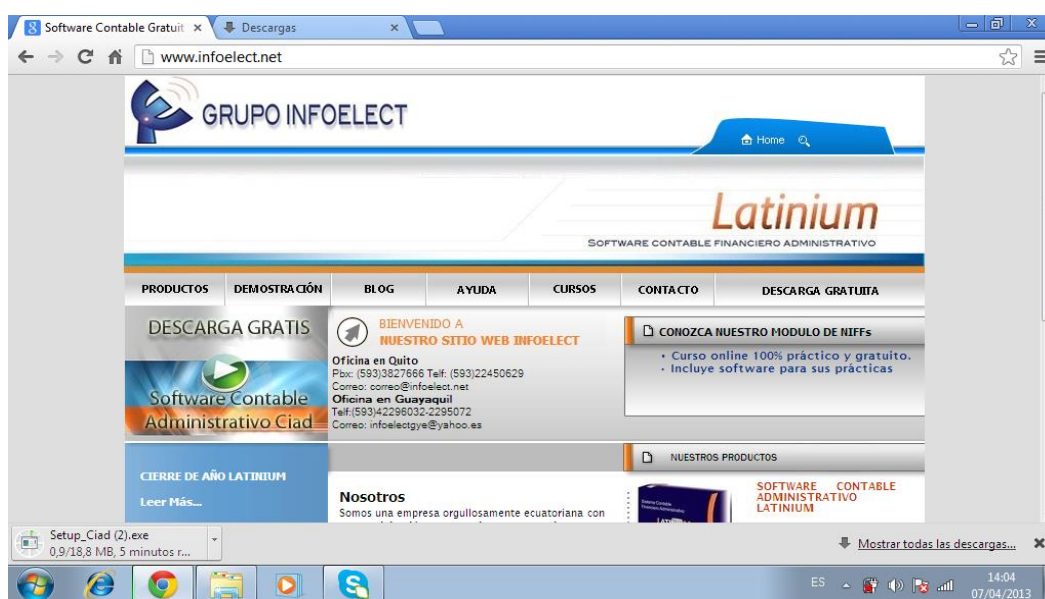 Software Contable Gratuit
Descargas
www.infoelect.net
GRUPO INFOELECT
Home
Latinium
SOFTWARE CONTABLE FINANCIERO ADMINISTRATIVO
PRODUCTOS DEMOSTRACIÓN BLOG AYUDA CURSOS CONTACTO DESCARGA GRATUITA
DESCARGA GRATIS
Software Contable
Administrativo Ciad
BIENVENIDO A
NUESTRO SITIO WEB INFOELECT
Oficina en Quito
Pbx: (593)3827666 Telf: (593)22450629
Correo: correo@infoelect.net
Oficina en Guayaquil
Telf:(593)42296032-2295072
Correo: infoelectgye@yahoo.es
CONOZCA NUESTRO MODULO DE NIFFs
• Curso online 100% práctico y gratuito.
• Incluye software para sus prácticas
CIERRE DE AÑO LATINIUM
Leer Más...
Nosotros
Somos una empresa orgullosamente ecuatoriana con
NUESTROS PRODUCTOS
SOFTWARE CONTABLE
ADMINISTRATIVO
LATINIUM
Setup_Ciad (2).exe
0,9/18,8 MB, 5 minutos r...
Mostrar todas las descargas...
ES
14:04
07/04/2013